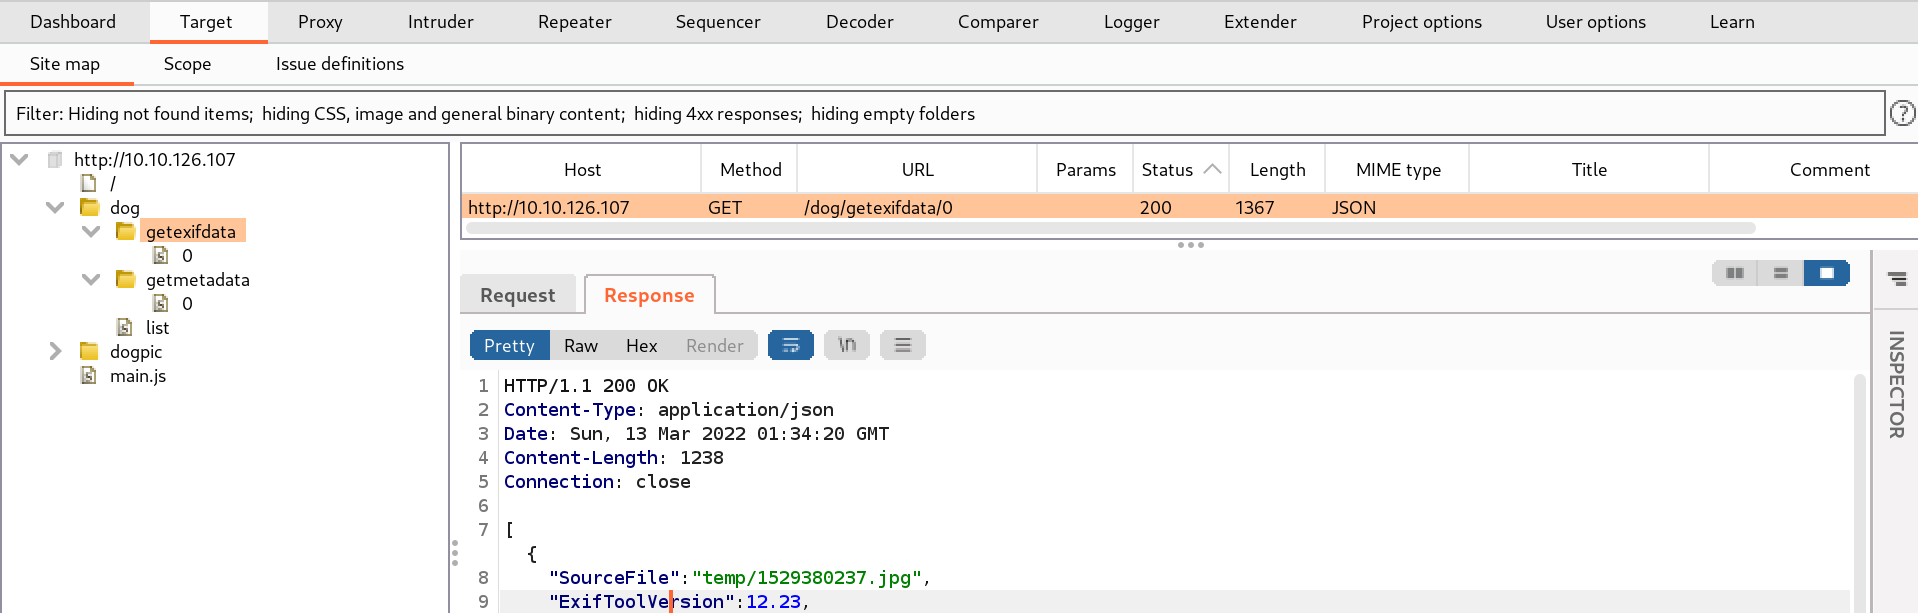 Dashboard Target Proxy Intruder Repeater Sequencer Decoder Comparer Logger Extender Project options User options Learn
Site map Scope Issue definitions
Filter: Hiding not found items; hiding CSS, image and general binary content; hiding 4xx responses; hiding empty folders ?
http://10.10.126.107
/
dog
getexifdata
0
getmetadata
0
list
dogpic
main.js
Host Method URL Params Status Length MIME type Title Comment
http://10.10.126.107 GET /dog/getexifdata/0 200 1367 JSON
Request Response
Pretty Raw Hex Render \n
INSPECTOR
1 HTTP/1.1 200 OK
2 Content-Type: application/json
3 Date: Sun, 13 Mar 2022 01:34:20 GMT
4 Content-Length: 1238
5 Connection: close
6
7 [
{
8 "SourceFile":"temp/1529380237.jpg",
9 "ExifToolVersion":12.23,